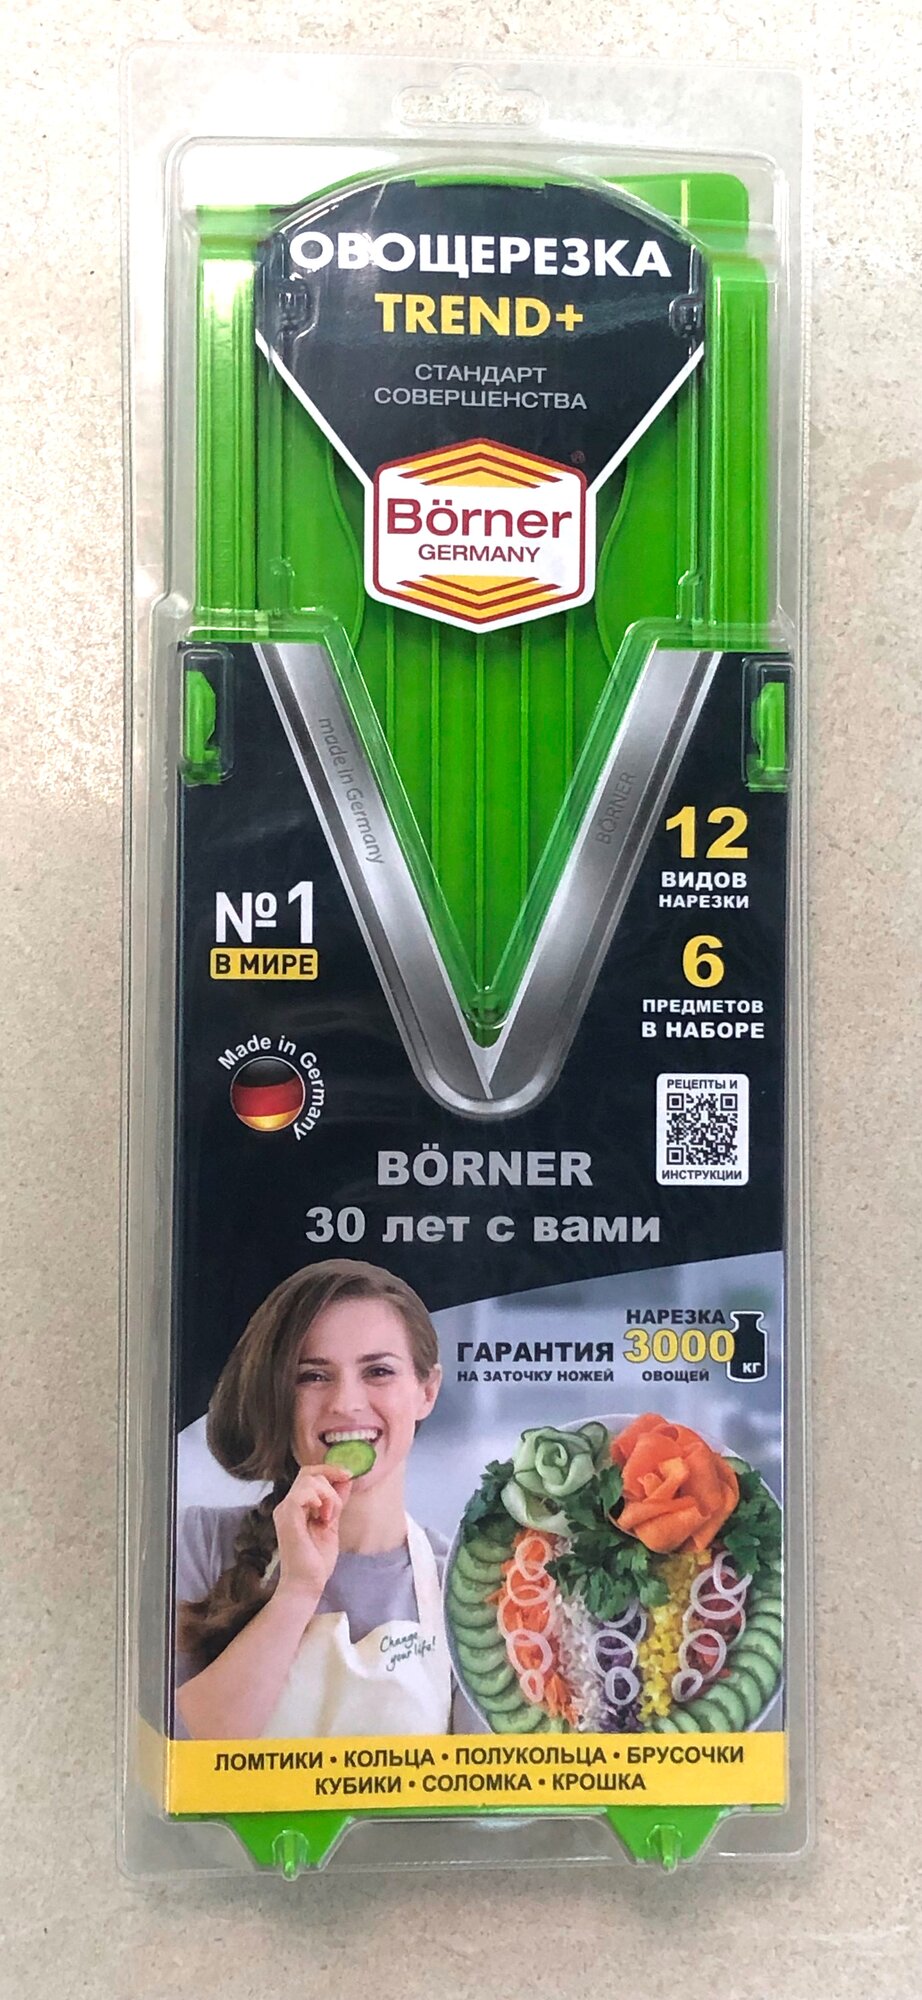 ОВОЩЕРЕЗКА
TREND+
СТАНДАРТ
СОВЕРШЕНСТВА
®
Börner
GERMANY
made in Germany
BÖRNER
12
ВИДОВ
НАРЕЗКИ
№1
В МИРЕ
6
ПРЕДМЕТОВ
В НАБОРЕ
Made in Germany
РЕЦЕПТЫ И
ИНСТРУКЦИИ
BÖRNER
30 лет с вами
ГАРАНТИЯ
НА ЗАТОЧКУ НОЖЕЙ
НАРЕЗКА
3000 кг
ОВОЩЕЙ
Change
your life!
ЛОМТИКИ • КОЛЬЦА • ПОЛУКОЛЬЦА • БРУСОЧКИ
КУБИКИ • СОЛОМКА • КРОШКА